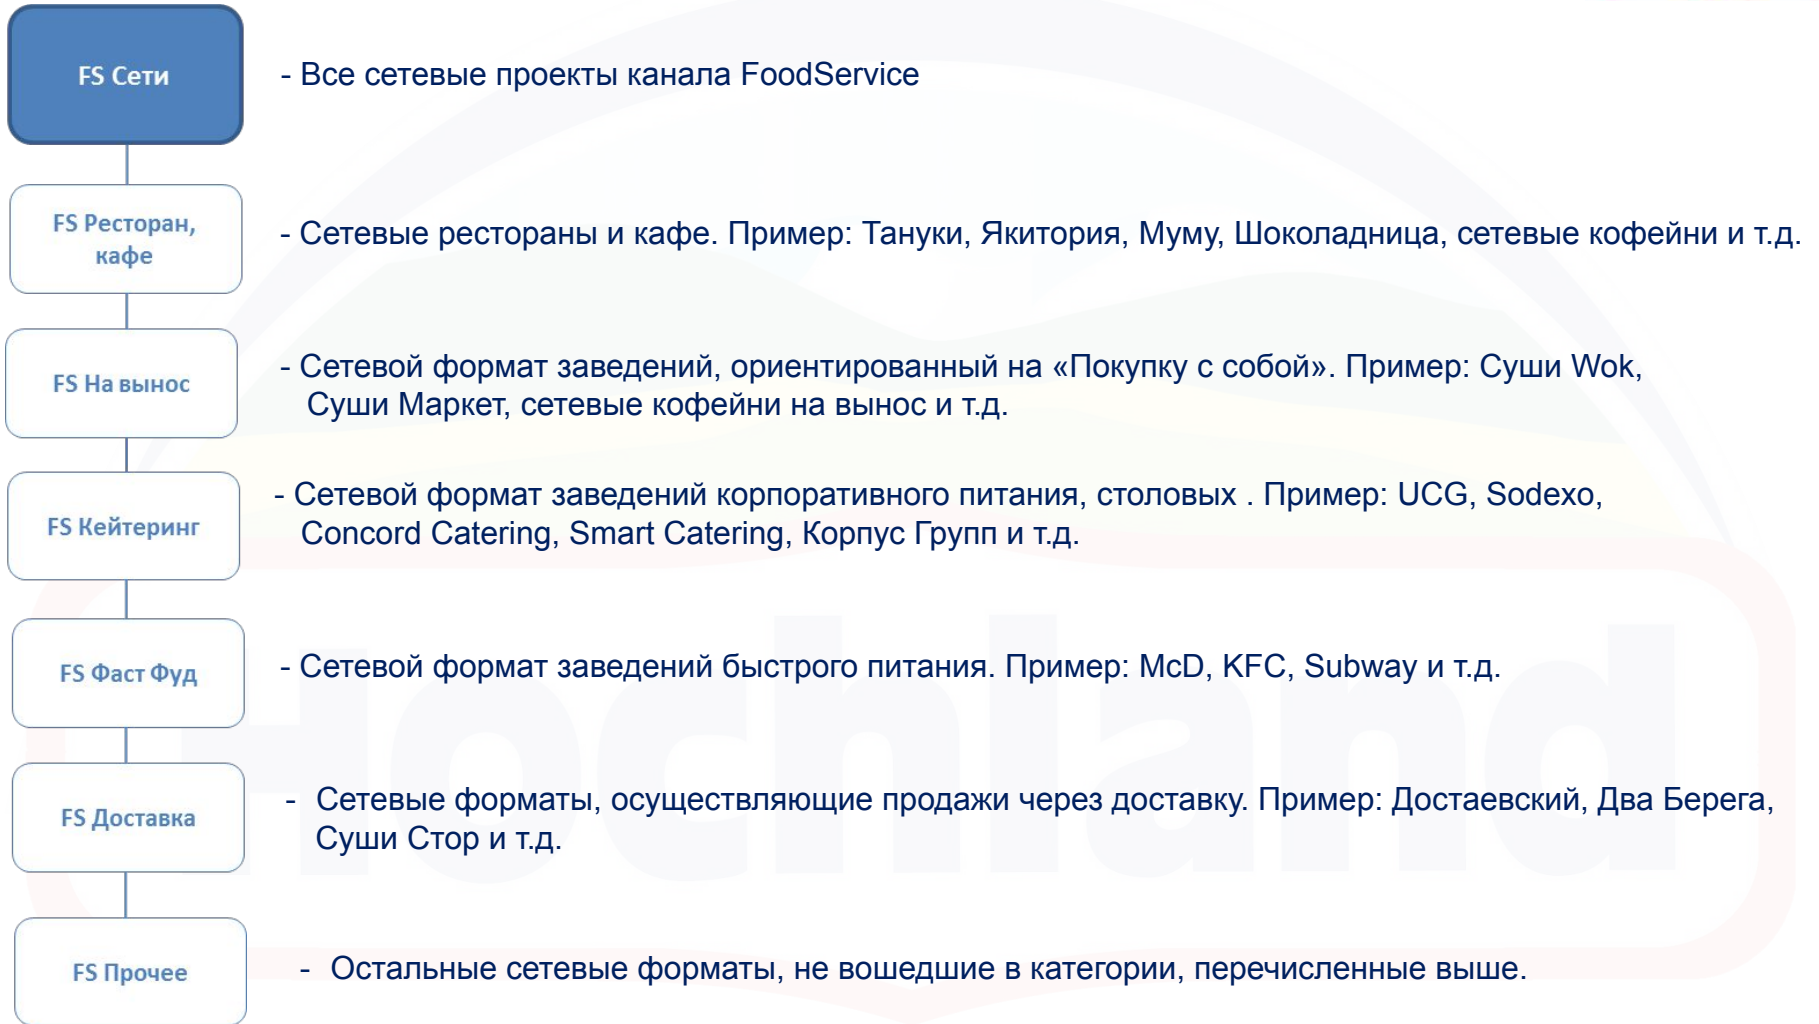 FS Сети
- Все сетевые проекты канала FoodService
FS Ресторан,
кафе
- Сетевые рестораны и кафе. Пример: Тануки, Якитория, Муму, Шоколадница, сетевые кофейни и т.д.
FS На вынос
- Сетевой формат заведений, ориентированный на «Покупку с собой». Пример: Суши Wok,
Суши Маркет, сетевые кофейни на вынос и т.д.
FS Кейтеринг
- Сетевой формат заведений корпоративного питания, столовых . Пример: UCG, Sodexo,
Concord Catering, Smart Catering, Корпус Групп и т.д.
FS Фаст Фуд
- Сетевой формат заведений быстрого питания. Пример: McD, KFC, Subway и т.д.
FS Доставка
- Сетевые форматы, осуществляющие продажи через доставку. Пример: Достаевский, Два Берега,
Суши Стор и т.д.
FS Прочее
- Остальные сетевые форматы, не вошедшие в категории, перечисленные выше.
Hochland